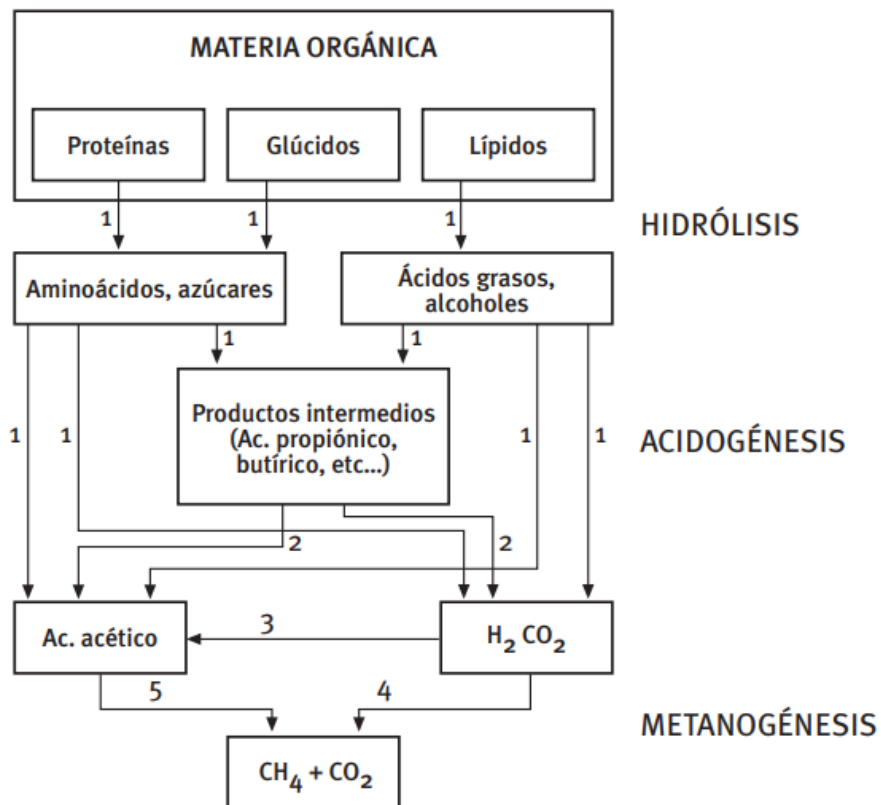 MATERIA ORGÁNICA
Proteínas
Glúcidos
Lípidos
1
1
1
HIDRÓLISIS
Aminoácidos, azúcares
Ácidos grasos,
alcoholes
1
1
Productos intermedios
(Ac. propiónico,
butírico, etc...)
1
1
1
1
ACIDOGÉNESIS
2
2
Ac. acético
3
H2 CO2
5
4
METANOGÉNESIS
CH4 + CO2